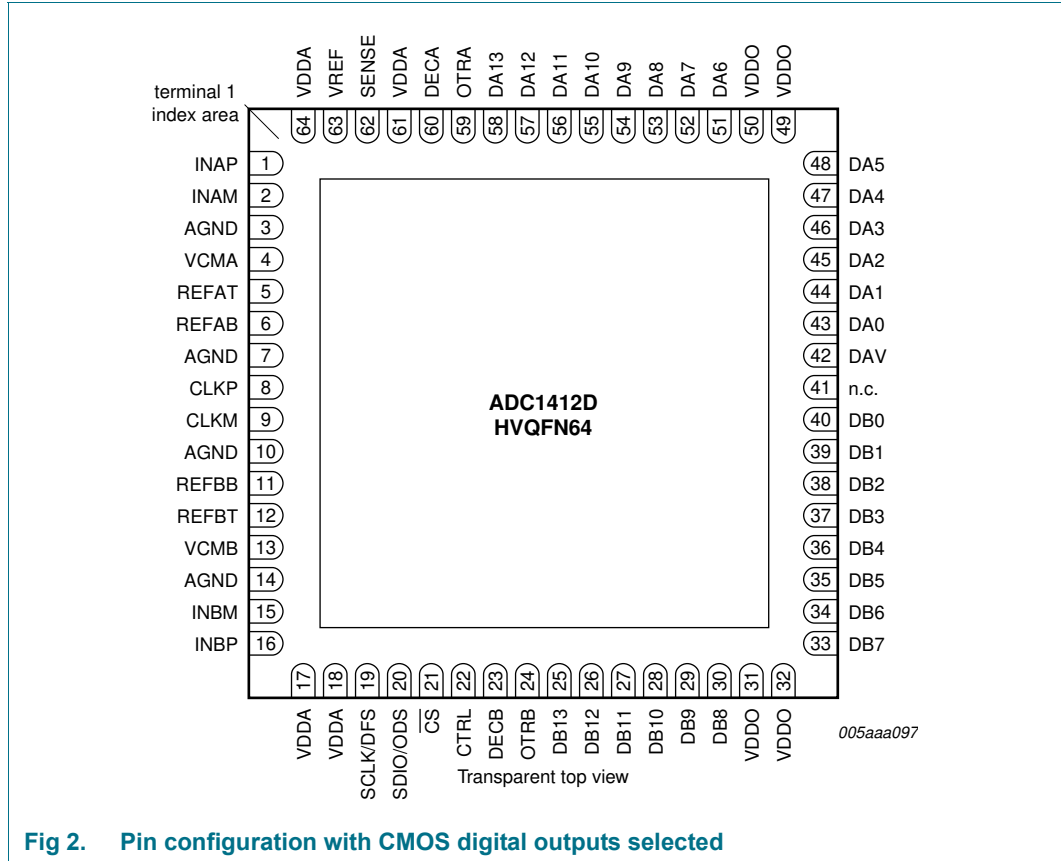 VDDA VREF SENSE VDDA DECA OTRA DA13 DA12 DA11 DA10 DA9 DA8 DA7 DA6 VDDO VDDO
terminal 1
index area
64 63 62 61 60 59 58 57 56 55 54 53 52 51 50 49
INAP 1 48 DA5
INAM 2 47 DA4
AGND 3 46 DA3
VCMA 4 45 DA2
REFAT 5 44 DA1
REFAB 6 43 DA0
AGND 7 42 DAV
CLKP 8 41 n.c.
ADC1412D
HVQFN64
CLKM 9 40 DB0
AGND 10 39 DB1
REFBB 11 38 DB2
REFBT 12 37 DB3
VCMB 13 36 DB4
AGND 14 35 DB5
INBM 15 34 DB6
INBP 16 33 DB7
17 18 19 20 21 22 23 24 25 26 27 28 29 30 31 32
VDDA VDDA SCLK/DFS SDIO/ODS CS CTRL DECB OTRB DB13 DB12 DB11 DB10 DB9 DB8 VDDO VDDO
005aaa097
Transparent top view
Fig 2. Pin configuration with CMOS digital outputs selected